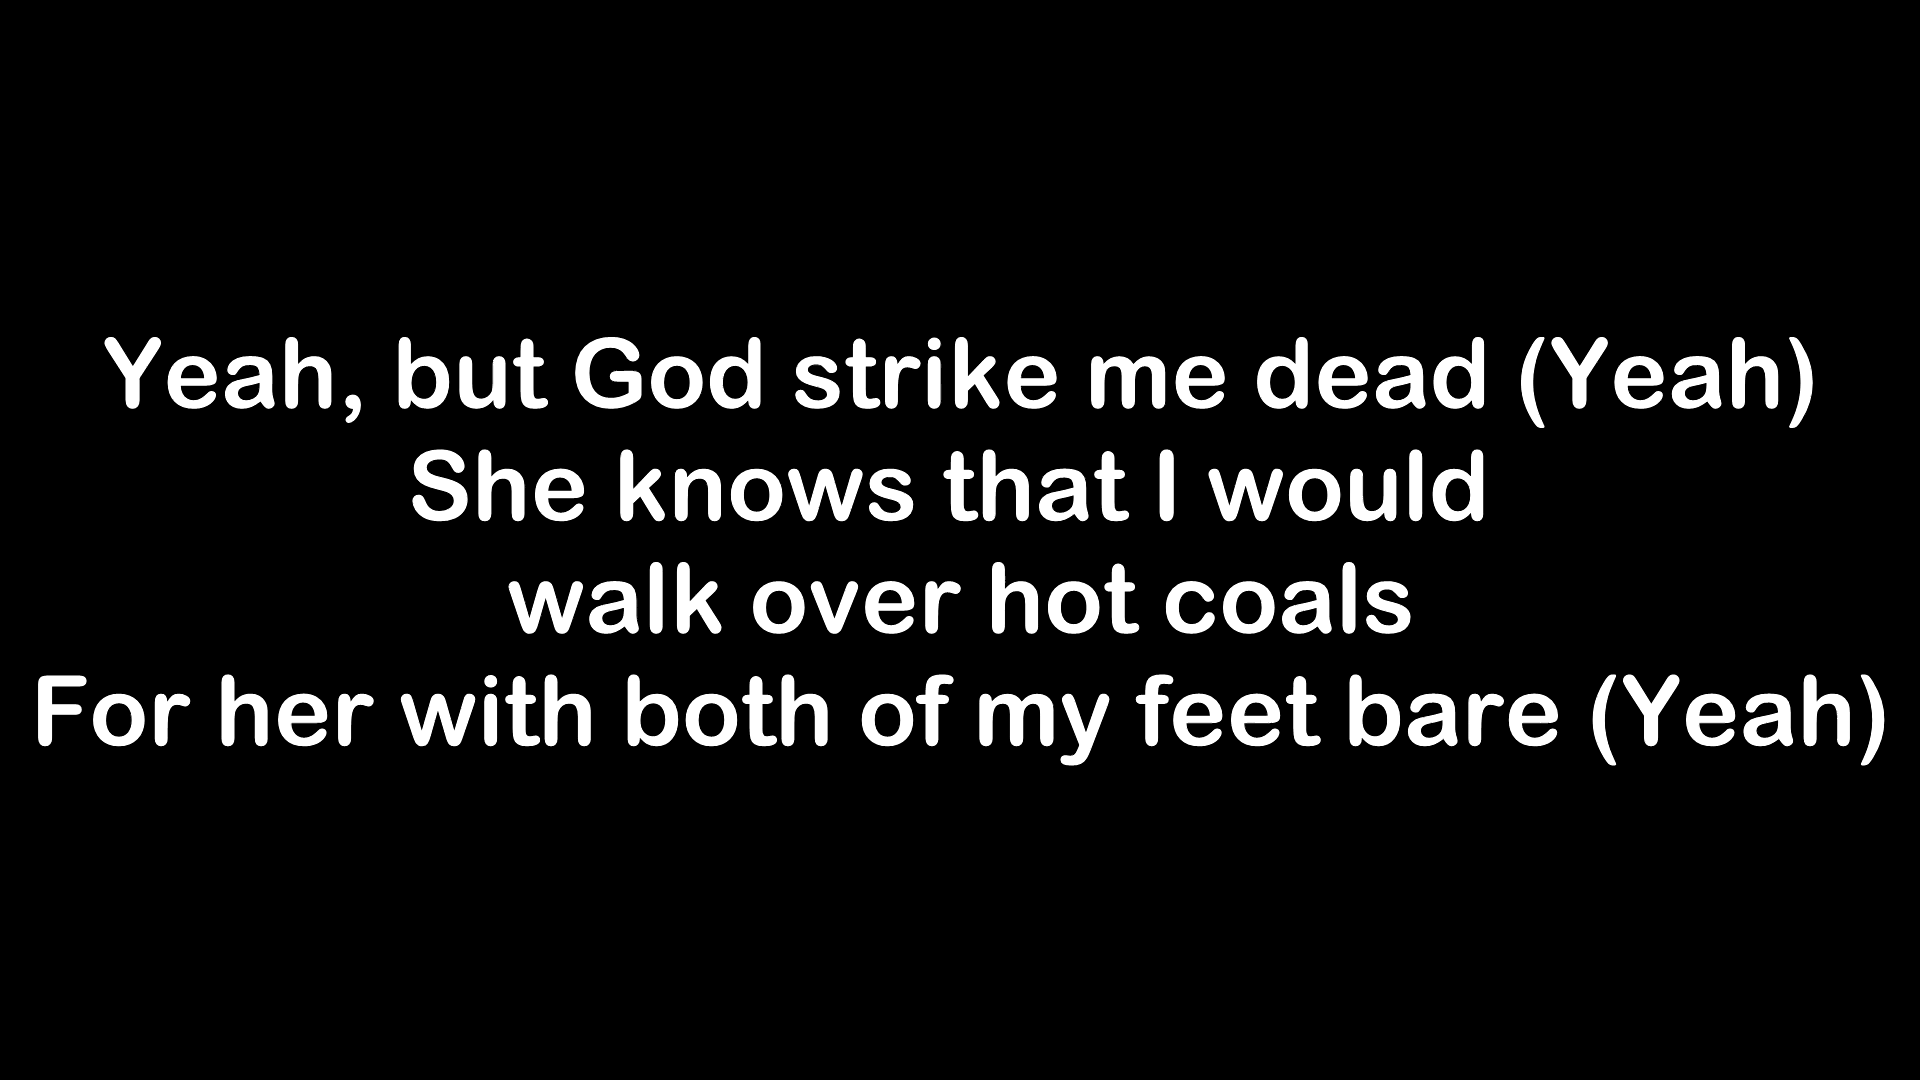 Yeah, but God strike me dead (Yeah)
She knows that I would
walk over hot coals
For her with both of my feet bare (Yeah)